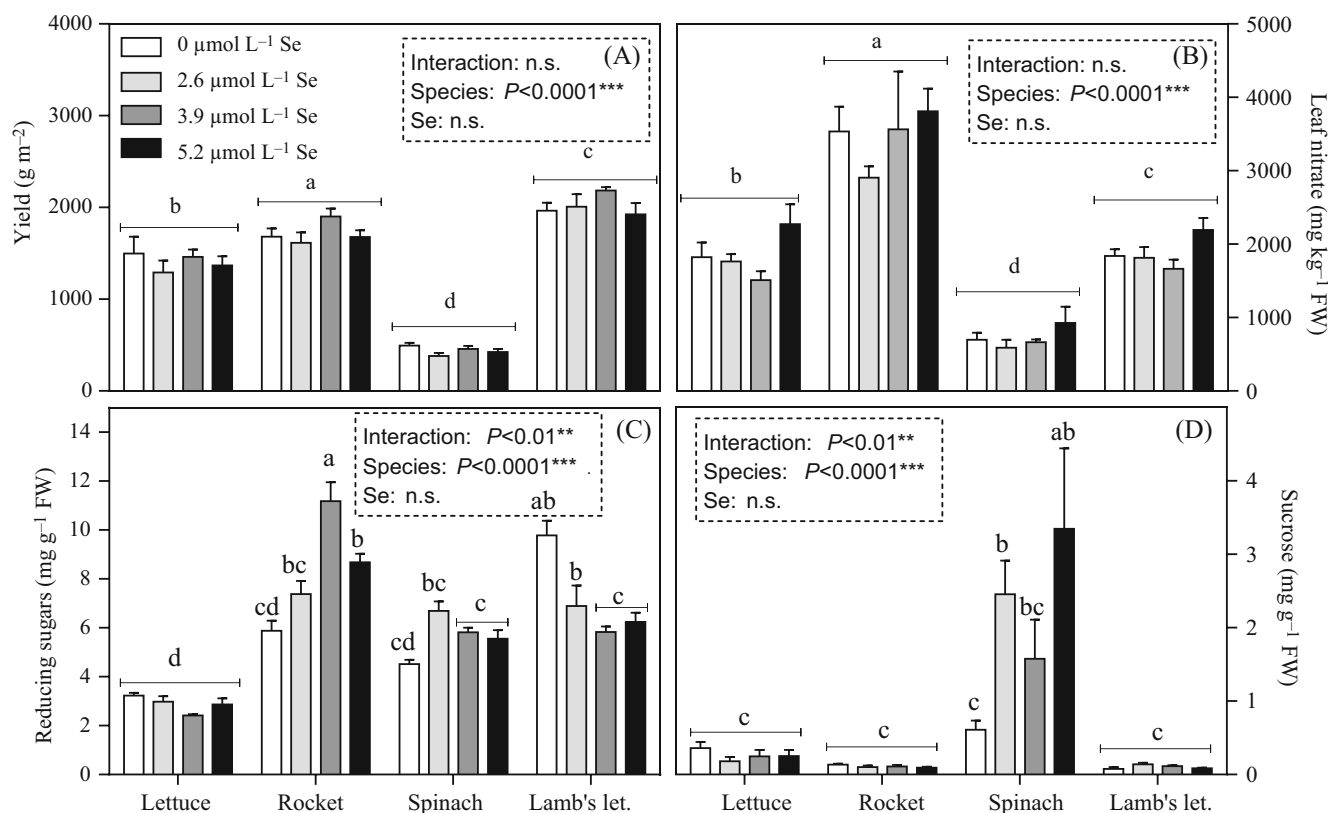 4000
3000
2000
1000
0
Yield (g m⁻²)
0 µmol L⁻¹ Se
2.6 µmol L⁻¹ Se
3.9 µmol L⁻¹ Se
5.2 µmol L⁻¹ Se
(A)
Interaction: n.s.
Species: P<0.0001***
Se: n.s.
b
a
d
c
(B)
Interaction: n.s.
Species: P<0.0001***
Se: n.s.
b
a
d
c
5000
4000
3000
2000
1000
0
Leaf nitrate (mg kg⁻¹ FW)
14
12
10
8
6
4
2
0
Reducing sugars (mg g⁻¹ FW)
(C)
Interaction: P<0.01**
Species: P<0.0001***
Se: n.s.
d
cd
bc
a
b
cd
bc
c
ab
b
c
Lettuce
Rocket
Spinach
Lamb's let.
(D)
Interaction: P<0.01**
Species: P<0.0001***
Se: n.s.
c
c
c
b
bc
ab
c
4
3
2
1
0
Sucrose (mg g⁻¹ FW)
Lettuce
Rocket
Spinach
Lamb's let.